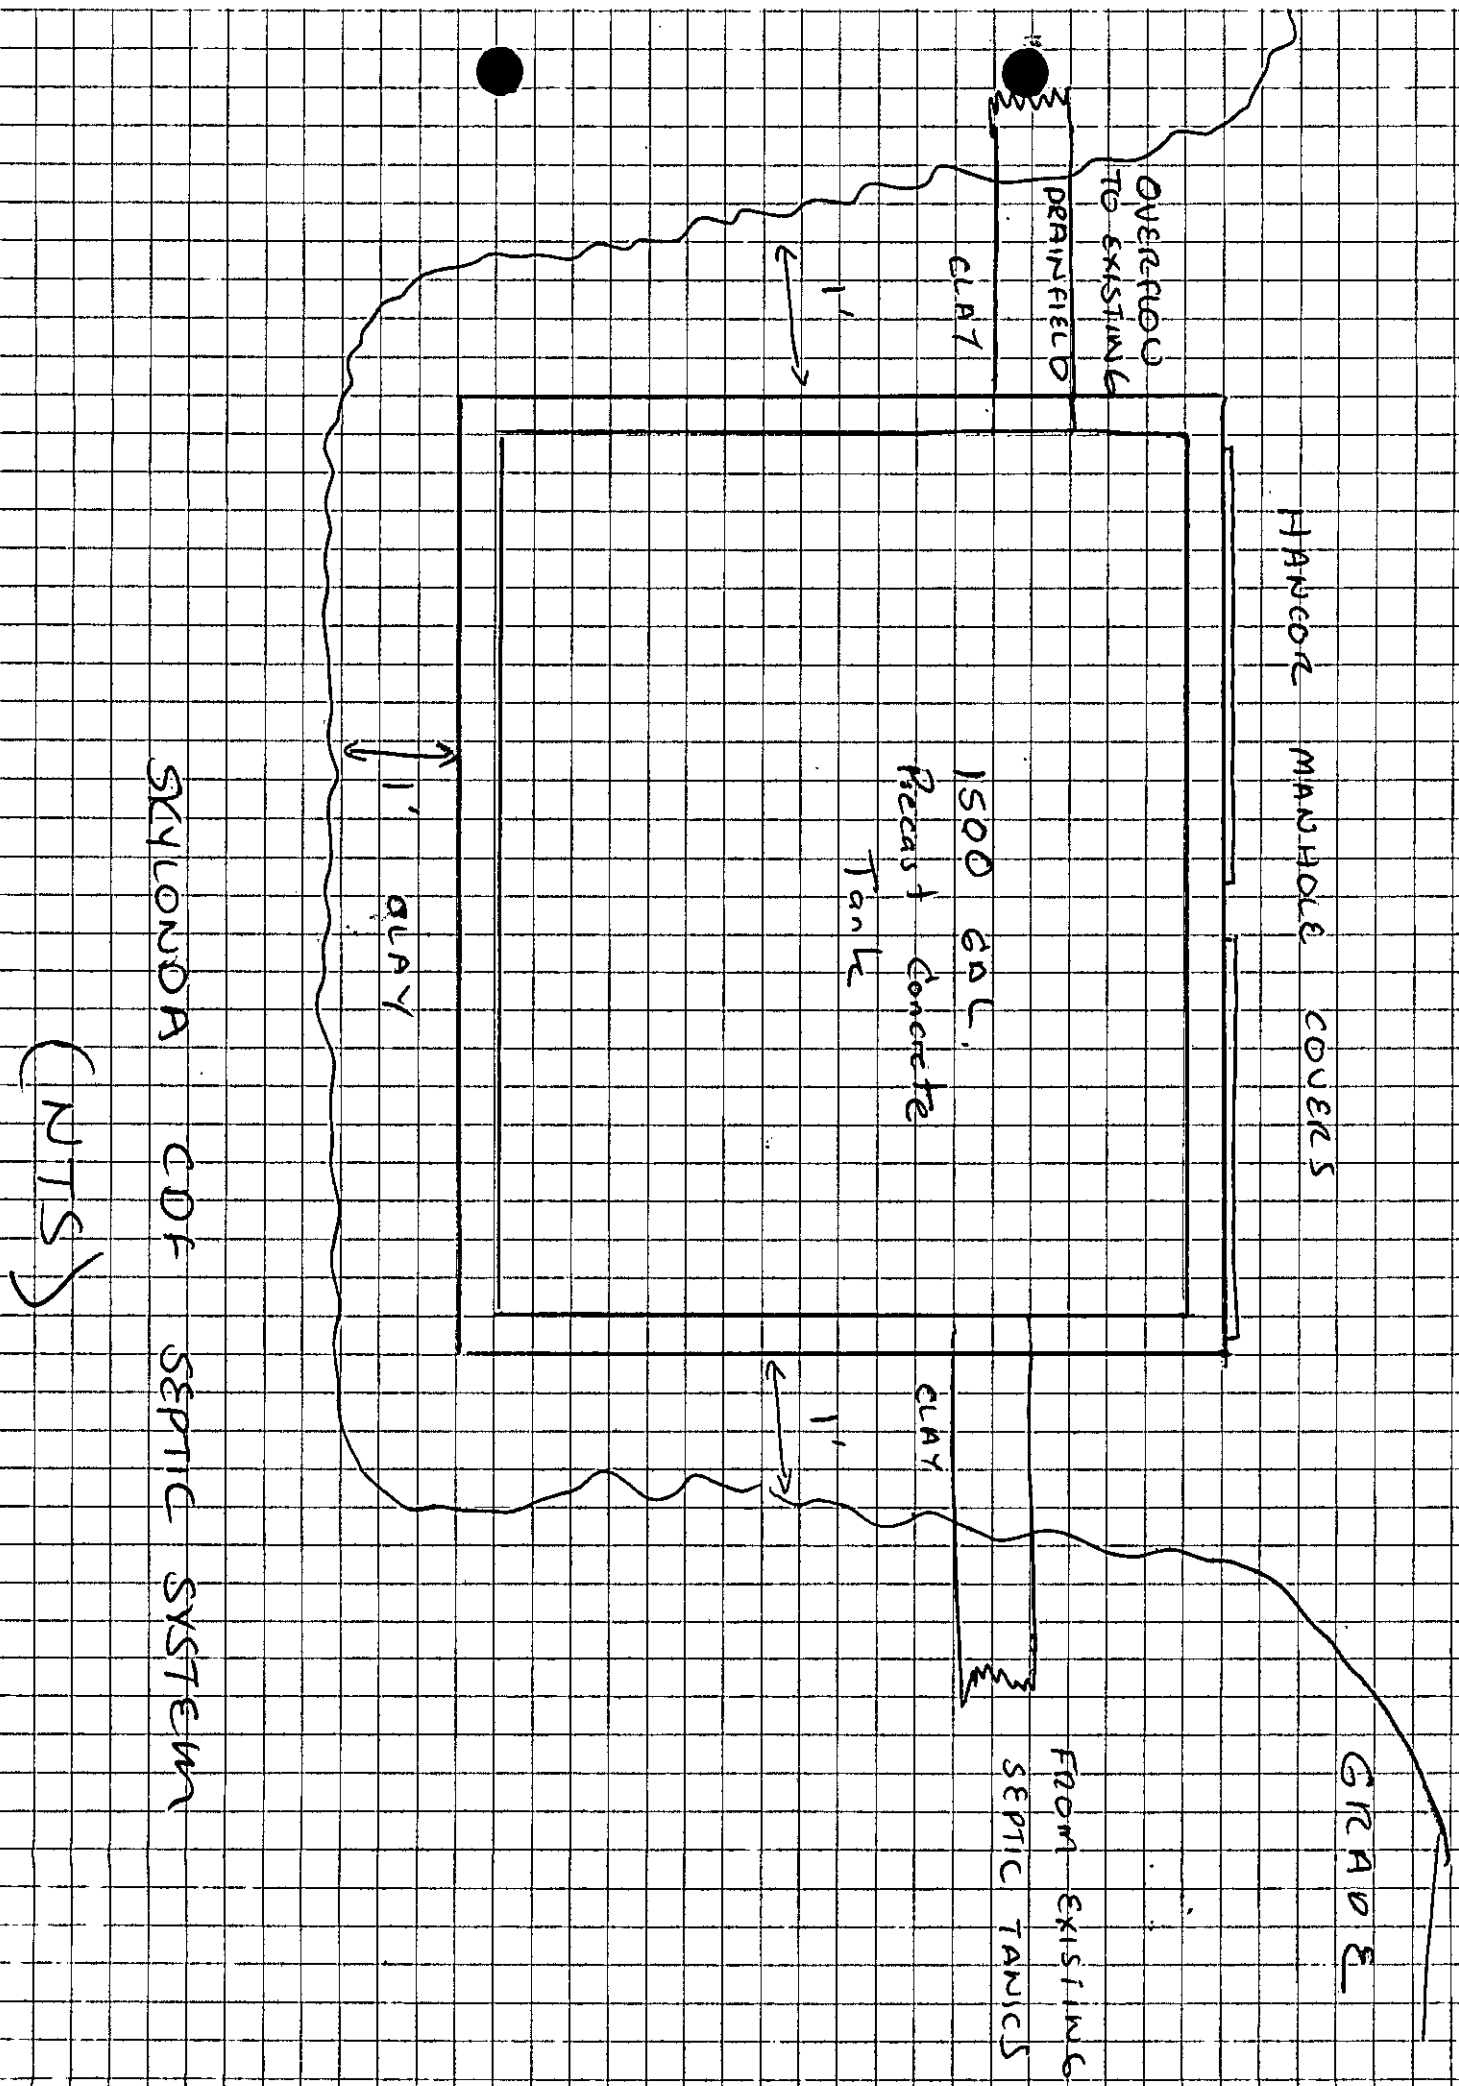 HANCOR MANHOLE COVERS
GRADE
OVERFLOW
TO EXISTING
DRAINFIELD
CLAY
1'
1500 GAL.
Precast Concrete
Tank
FROM EXISTING
SEPTIC TANKS
CLAY
1'
1'
CLAY
SKYLONDA CDF SEPTIC SYSTEM
(NTS)